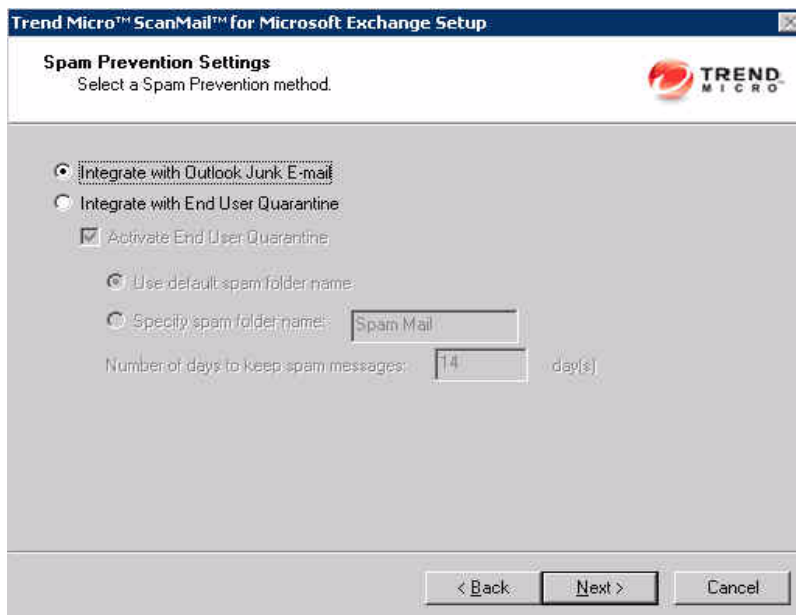 Trend Micro™ ScanMail™ for Microsoft Exchange Setup
Spam Prevention Settings
Select a Spam Prevention method.
TREND
MICRO™
Integrate with Outlook Junk E-mail
Integrate with End User Quarantine
Activate End User Quarantine
Use default spam folder name
Specify spam folder name: Spam Mail
Number of days to keep spam messages: 14 day(s)
< Back Next > Cancel